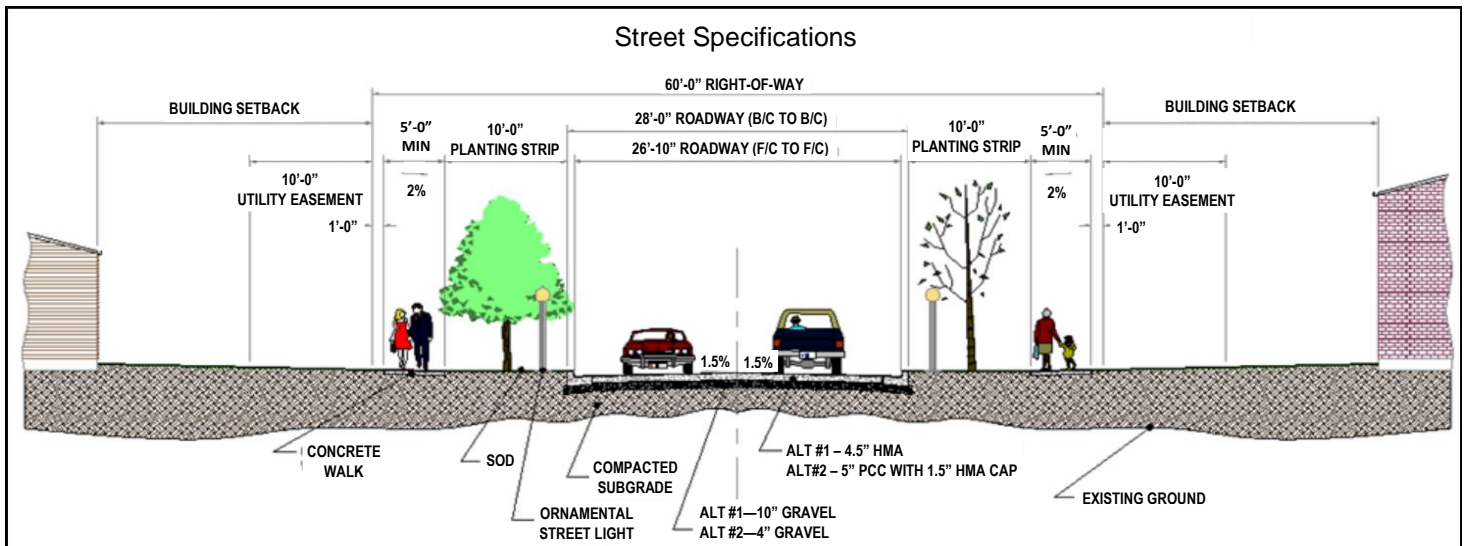 Street Specifications
60'-0" RIGHT-OF-WAY
BUILDING SETBACK
BUILDING SETBACK
28'-0" ROADWAY (B/C TO B/C)
5'-0"
MIN
10'-0"
PLANTING STRIP
10'-0"
PLANTING STRIP
5'-0"
MIN
26'-10" ROADWAY (F/C TO F/C)
10'-0"
UTILITY EASEMENT
2%
2%
10'-0"
UTILITY EASEMENT
1'-0"
1'-0"
1.5%
1.5%
CONCRETE
WALK
SOD
COMPACTED
SUBGRADE
ALT #1 – 4.5" HMA
ALT#2 – 5" PCC WITH 1.5" HMA CAP
EXISTING GROUND
ORNAMENTAL
STREET LIGHT
ALT #1—10" GRAVEL
ALT #2—4" GRAVEL